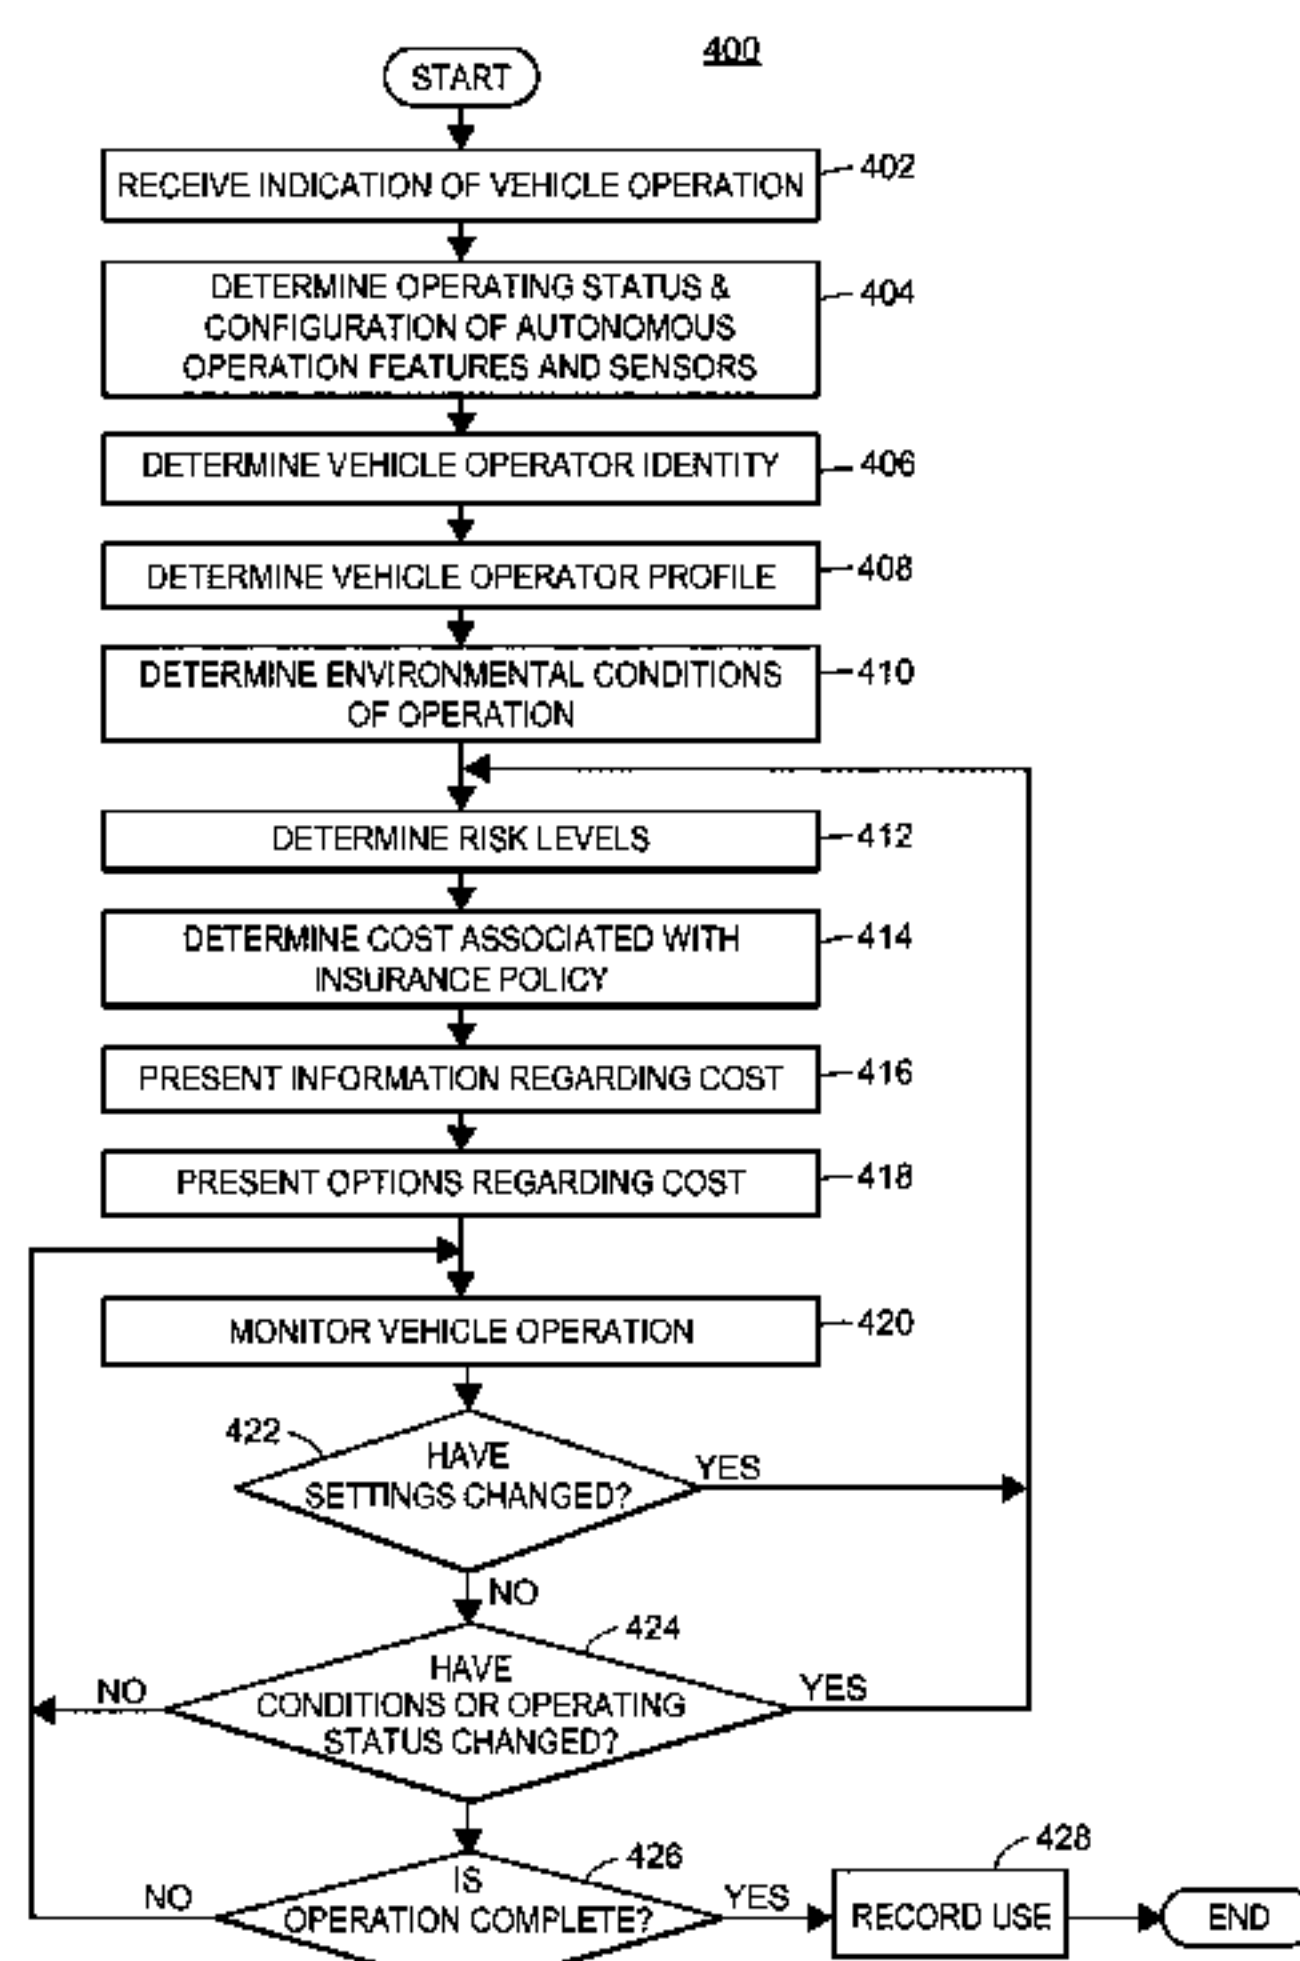 400
START
RECEIVE INDICATION OF VEHICLE OPERATION
402
DETERMINE OPERATING STATUS &
CONFIGURATION OF AUTONOMOUS
OPERATION FEATURES AND SENSORS
404
DETERMINE VEHICLE OPERATOR IDENTITY
406
DETERMINE VEHICLE OPERATOR PROFILE
408
DETERMINE ENVIRONMENTAL CONDITIONS
OF OPERATION
410
DETERMINE RISK LEVELS
412
DETERMINE COST ASSOCIATED WITH
INSURANCE POLICY
414
PRESENT INFORMATION REGARDING COST
416
PRESENT OPTIONS REGARDING COST
418
MONITOR VEHICLE OPERATION
420
422
HAVE
SETTINGS CHANGED?
YES
NO
424
HAVE
CONDITIONS OR OPERATING
STATUS CHANGED?
NO
YES
426
IS
OPERATION COMPLETE?
NO
YES
428
RECORD USE
END